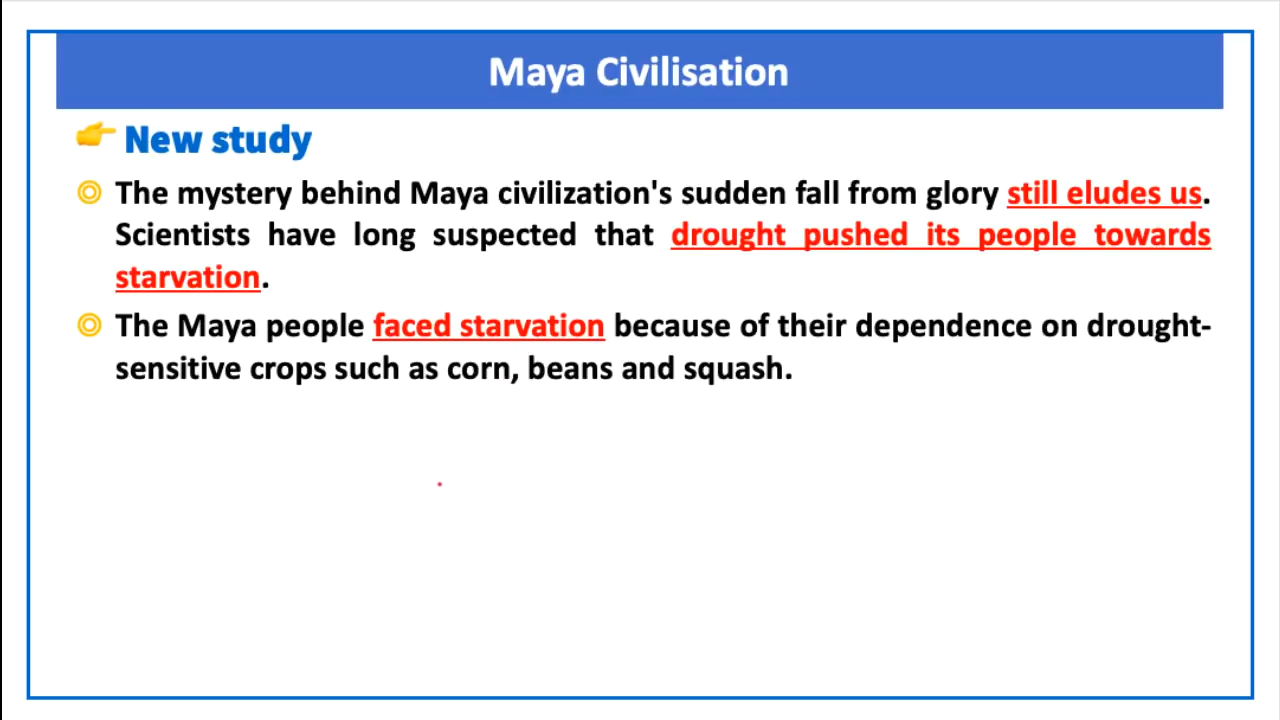 Maya Civilisation
New study
The mystery behind Maya civilization's sudden fall from glory still eludes us.
Scientists have long suspected that drought pushed its people towards
starvation.
The Maya people faced starvation because of their dependence on drought-
sensitive crops such as corn, beans and squash.